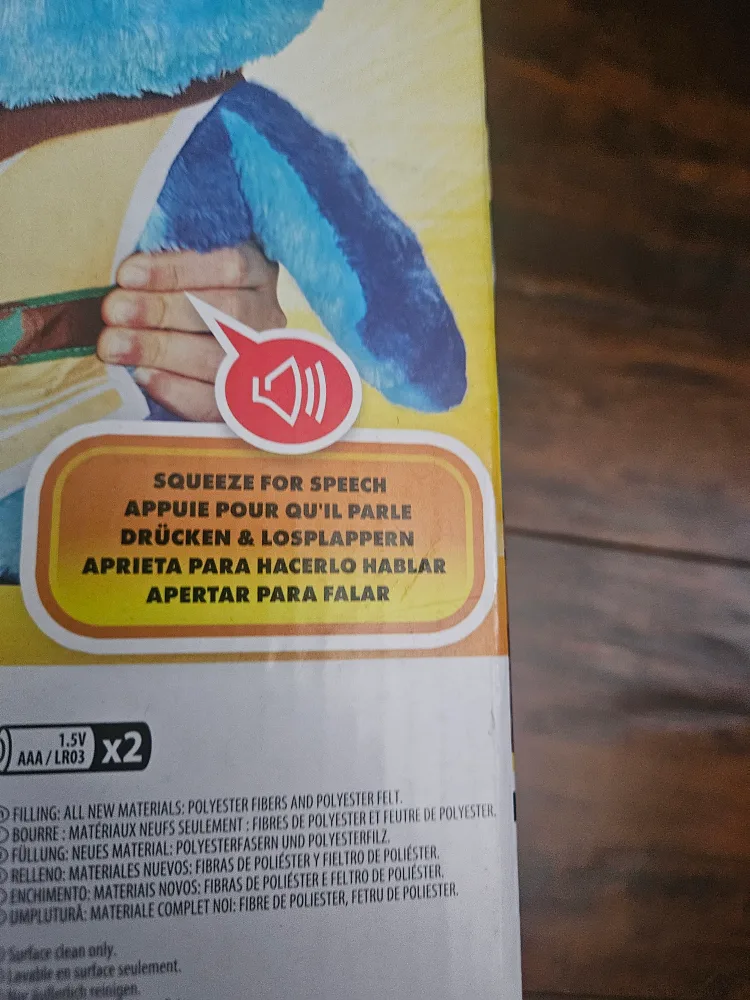 SQUEEZE FOR SPEECH
APPUIE POUR QU'IL PARLE
DRÜCKEN & LOSPLAPPERN
APRIETA PARA HACERLO HABLAR
APERTAR PARA FALAR
1.5V
AAA / LR03 x2
FILLING: ALL NEW MATERIALS: POLYESTER FIBERS AND POLYESTER FELT.
BOURRE : MATÉRIAUX NEUFS SEULEMENT : FIBRES DE POLYESTER ET FEUTRE DE POLYESTER.
FÜLLUNG: NEUES MATERIAL: POLYESTERFASERN UND POLYESTERFILZ.
RELLENO: MATERIALES NUEVOS: FIBRAS DE POLIÉSTER Y FIELTRO DE POLIÉSTER.
ENCHIMENTO: MATERIAIS NOVOS: FIBRAS DE POLIÉSTER E FELTRO DE POLIÉSTER.
UMPLUTURĂ: MATERIALE COMPLET NOI: FIBRE DE POLIESTER, FETRU DE POLIESTER.
Surface clean only.
Lavable en surface seulement.
Nur äußerlich reinigen.